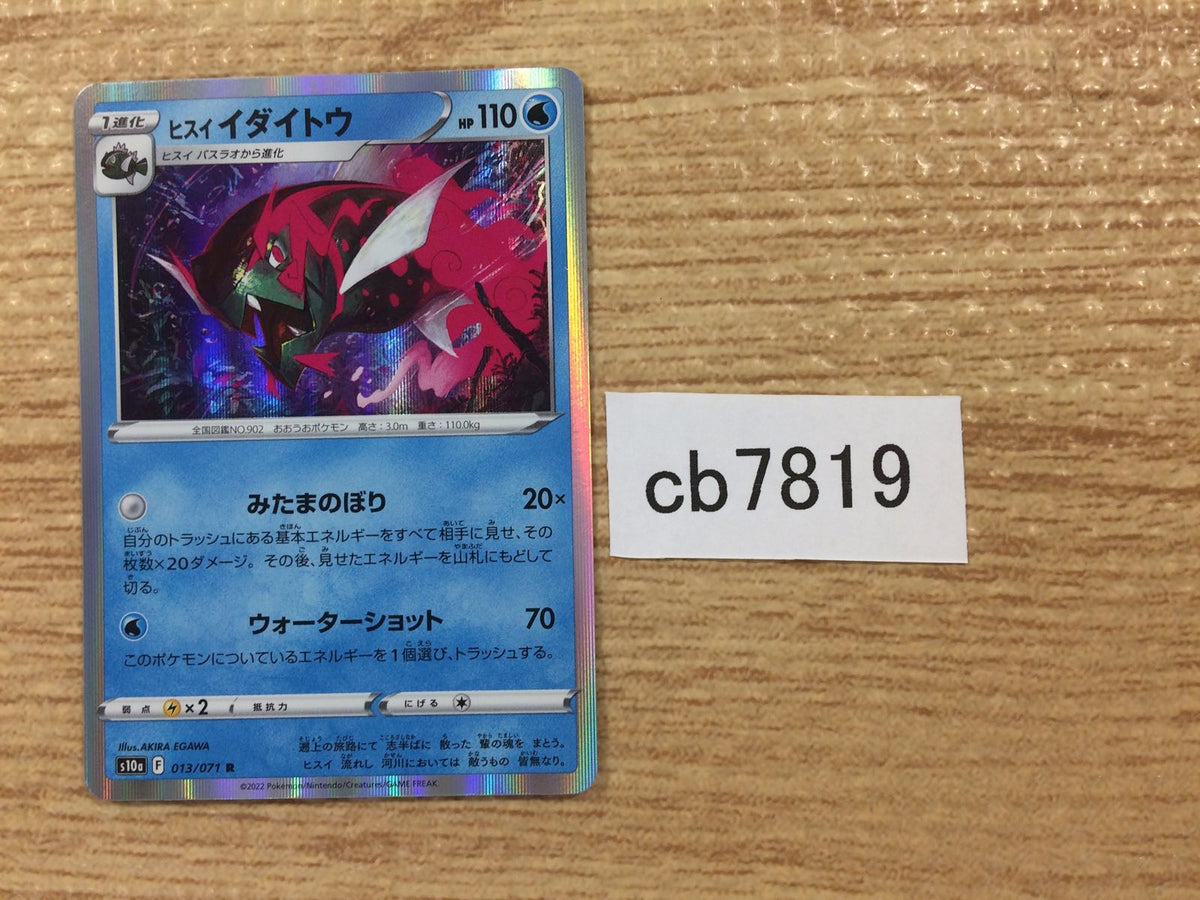 1進化
ヒスイ イダイトウ
HP 110
ヒスイ バスラオから進化
全国図鑑NO.902 おおうおポケモン 高さ:3.0m 重さ:110.0kg
みたまのぼり 20×
自分のトラッシュにある基本エネルギーをすべて相手に見せ、その
枚数×20ダメージ。その後、見せたエネルギーを山札にもどして
切る。
ウォーターショット 70
このポケモンについているエネルギーを1個選び、トラッシュする。
弱点 ×2 抵抗力 にげる
Illus.AKIRA EGAWA
s10a F 013/071 R
遡上の旅路にて 志半ばに 散った 輩の魂を まとう。
ヒスイ 流れし 河川においては 敵うもの 皆無なり。
©2022 Pokémon/Nintendo/Creatures/GAME FREAK.
cb7819